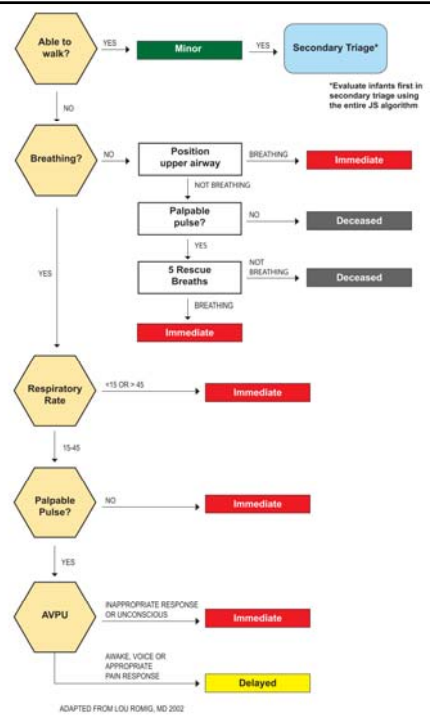 Able to
walk?
YES
Minor
YES
Secondary Triage*
*Evaluate infants first in
secondary triage using
the entire JS algorithm
NO
Breathing?
NO
Position
upper airway
BREATHING
Immediate
NOT BREATHING
Palpable
pulse?
NO
Deceased
YES
5 Rescue
Breaths
NOT
BREATHING
Deceased
BREATHING
Immediate
YES
Respiratory
Rate
<15 OR > 45
Immediate
15-45
Palpable
Pulse?
NO
Immediate
YES
AVPU
INAPPROPRIATE RESPONSE
OR UNCONSCIOUS
Immediate
AWAKE, VOICE OR
APPROPRIATE
PAIN RESPONSE
Delayed
ADAPTED FROM LOU ROMIG, MD 2002